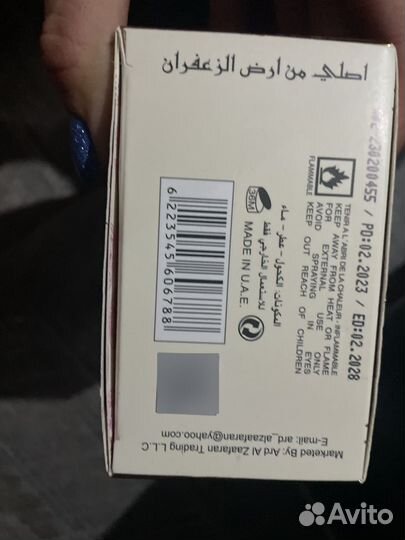 اصلي من ارض الزعفران
230200455 / PD:02.2023 / ED:02.2028
FLAMMABLE
TENIR A L'ABRI DE LA CHALEUR - INFLAMMABLE
KEEP AWAY FROM HEAT OR FLAME
FOR EXTERNAL USE ONLY
AVOID SPRAYING IN EYES
KEEP OUT REACH OF CHILDREN
المكونات: الكحول - عطر - ماء
للاستعمال الخارجي فقط
36M
MADE IN U.A.E.
6 223545 606788
Marketed By: Ard Al Zaafaran Trading L.L.C
E-mail: ard_alzaafaran@yahoo.com
Avito